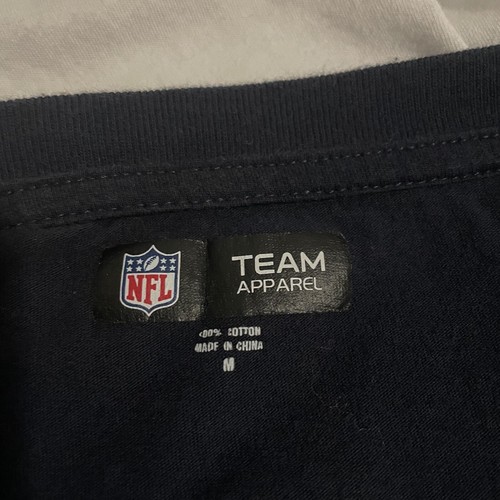 NFL
TEAM
APPAREL
100% COTTON
MADE IN CHINA
M